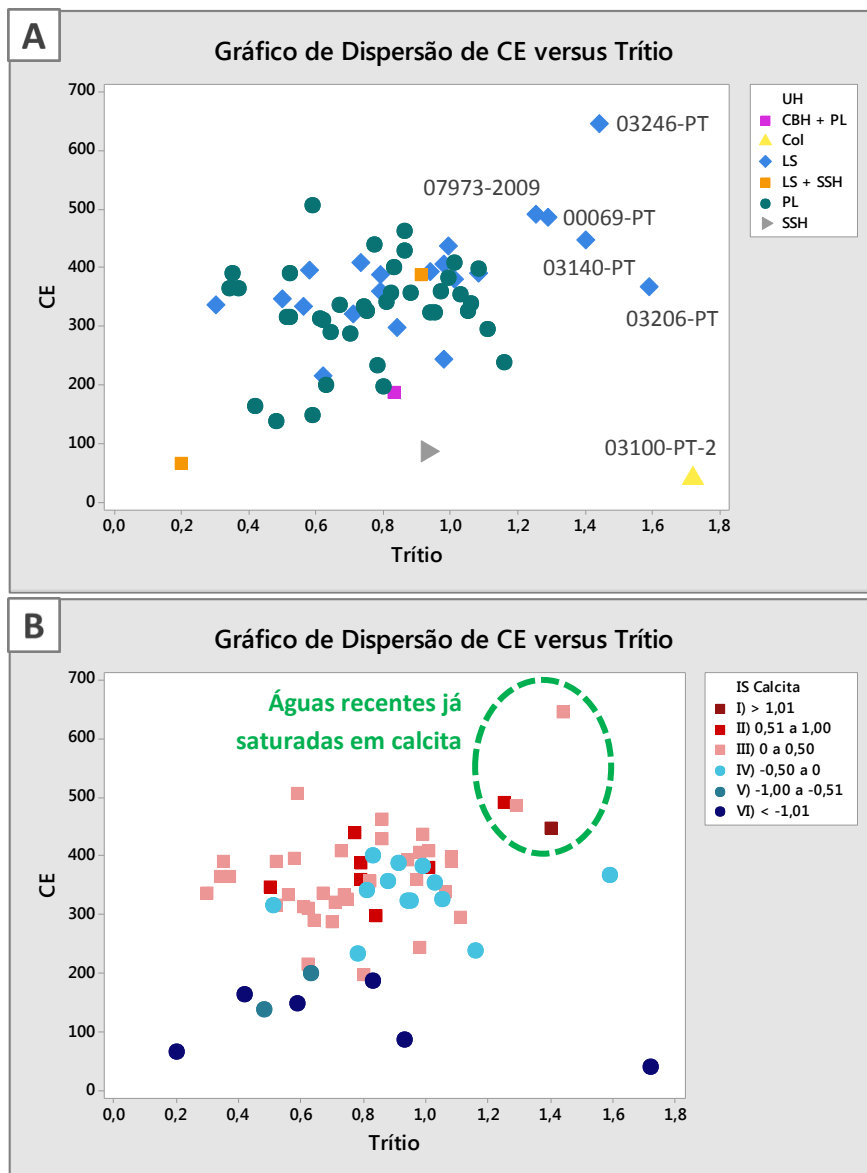 A
Gráfico de Dispersão de CE versus Trítio
700
600
500
400
300
200
100
0
CE
0,0
0,2
0,4
0,6
0,8
1,0
1,2
1,4
1,6
1,8
Trítio
03246-PT
07973-2009
00069-PT
03140-PT
03206-PT
03100-PT-2
UH
CBH + PL
Col
LS
LS + SSH
PL
SSH
B
Gráfico de Dispersão de CE versus Trítio
700
600
500
400
300
200
100
0
CE
0,0
0,2
0,4
0,6
0,8
1,0
1,2
1,4
1,6
1,8
Trítio
Águas recentes já
saturadas em calcita
IS Calcita
I) > 1,01
II) 0,51 a 1,00
III) 0 a 0,50
IV) -0,50 a 0
V) -1,00 a -0,51
VI) < -1,01